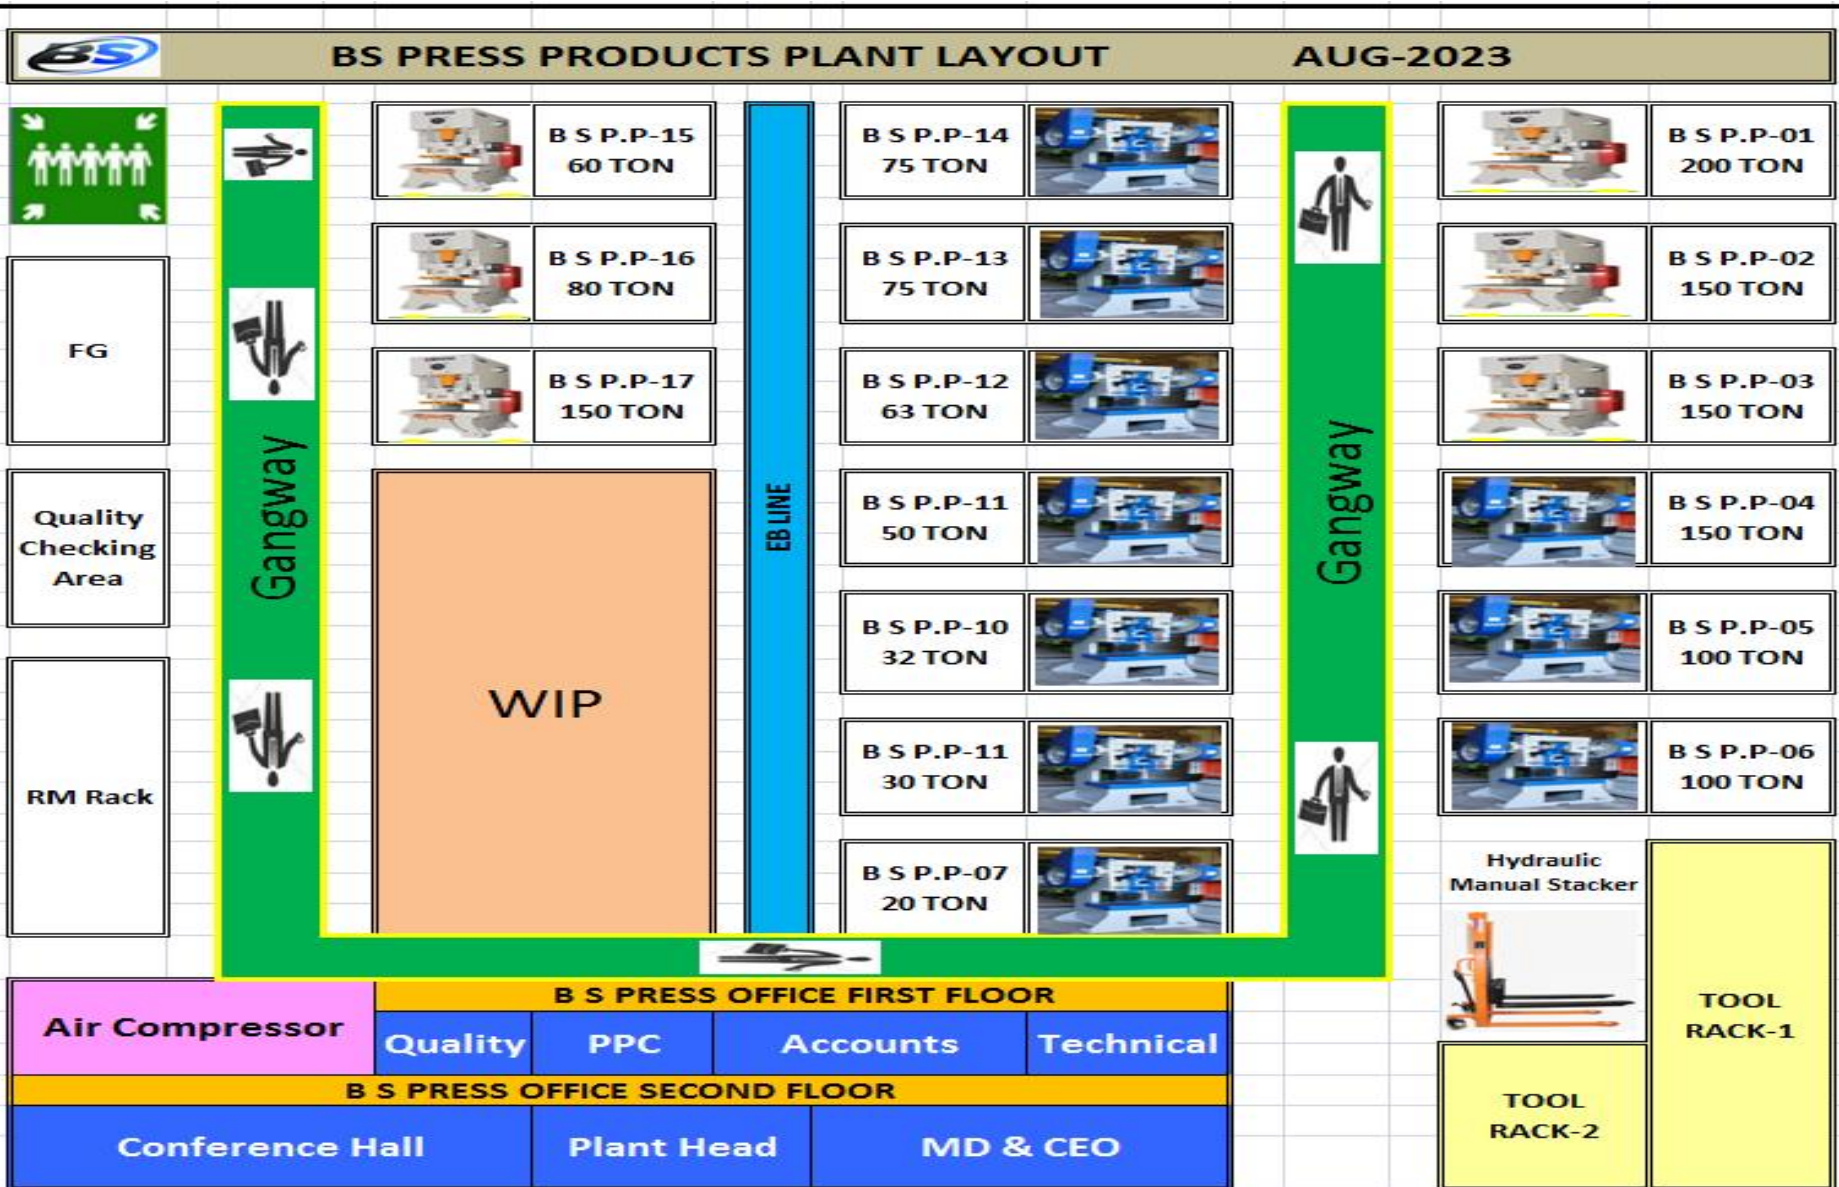 BS
BS PRESS PRODUCTS PLANT LAYOUT AUG-2023
FG
Quality
Checking
Area
RM Rack
Gangway
B S P.P-15
60 TON
B S P.P-16
80 TON
B S P.P-17
150 TON
WIP
EB LINE
B S P.P-14
75 TON
B S P.P-13
75 TON
B S P.P-12
63 TON
B S P.P-11
50 TON
B S P.P-10
32 TON
B S P.P-11
30 TON
B S P.P-07
20 TON
Gangway
B S P.P-01
200 TON
B S P.P-02
150 TON
B S P.P-03
150 TON
B S P.P-04
150 TON
B S P.P-05
100 TON
B S P.P-06
100 TON
Hydraulic
Manual Stacker
TOOL
RACK-1
TOOL
RACK-2
Air Compressor
B S PRESS OFFICE FIRST FLOOR
Quality PPC Accounts Technical
B S PRESS OFFICE SECOND FLOOR
Conference Hall Plant Head MD & CEO